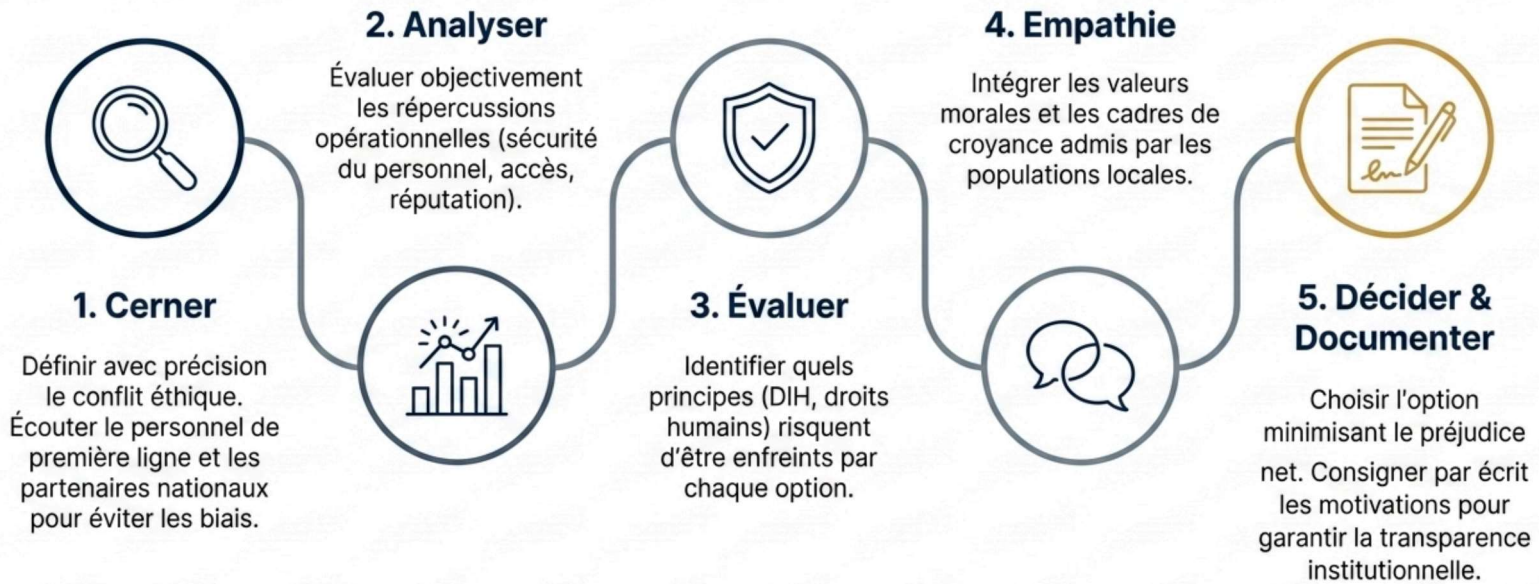 1. Cerner
Définir avec précision
le conflit éthique.
Écouter le personnel de
première ligne et les
partenaires nationaux
pour éviter les biais.
2. Analyser
Évaluer objectivement
les répercussions
opérationnelles (sécurité
du personnel, accès,
réputation).
3. Évaluer
Identifier quels
principes (DIH, droits
humains) risquent
d'être enfreints par
chaque option.
4. Empathie
Intégrer les valeurs
morales et les cadres de
croyance admis par les
populations locales.
5. Décider &
Documenter
Choisir l'option
minimisant le préjudice
net. Consigner par écrit
les motivations pour
garantir la transparence
institutionnelle.